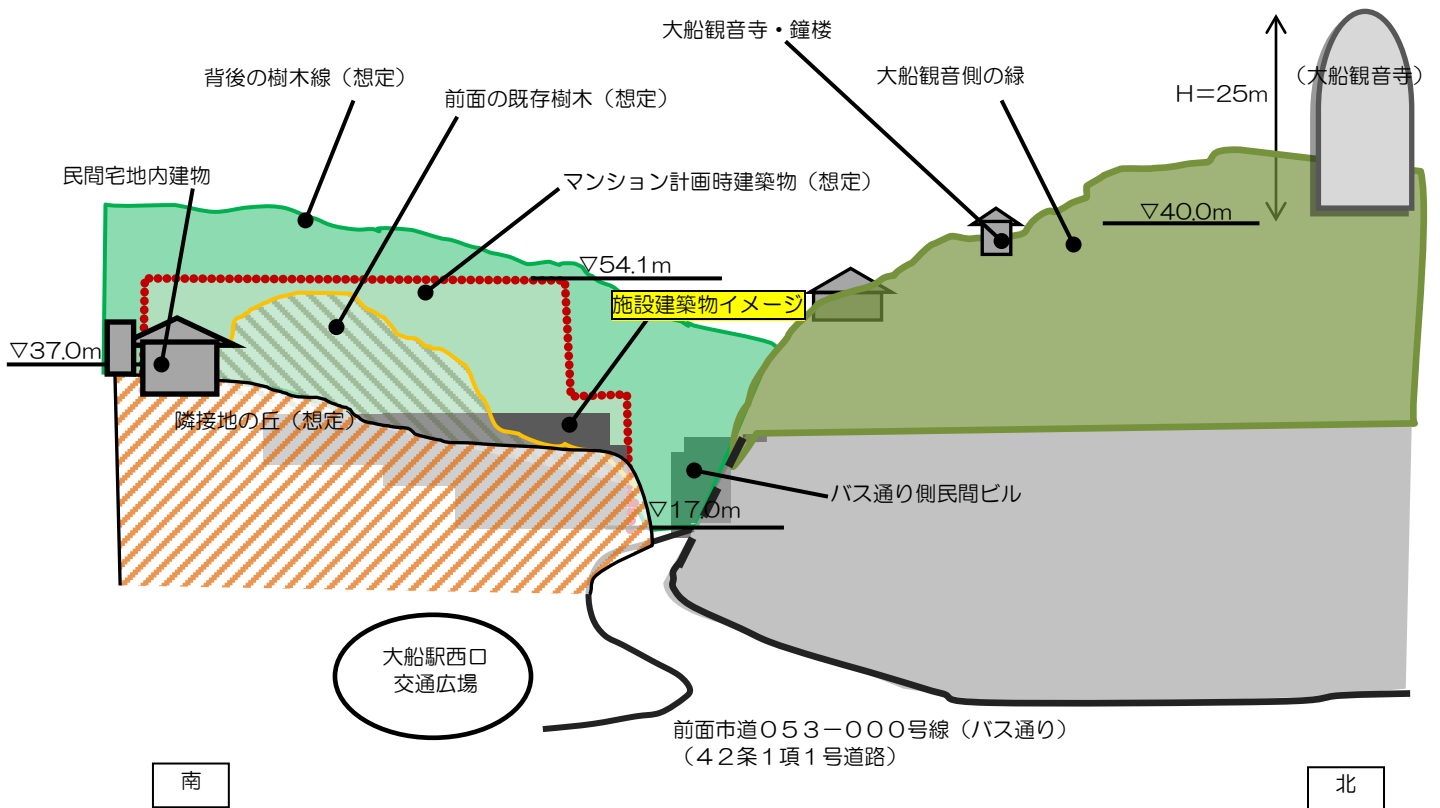 大船観音寺・鐘楼
背後の樹木線（想定）
大船観音側の緑
（大船観音寺）
前面の既存樹木（想定）
H＝25m
民間宅地内建物
マンション計画時建築物（想定）
▽40.0m
▽54.1m
施設建築物イメージ
▽37.0m
隣接地の丘（想定）
バス通り側民間ビル
▽17.0m
大船駅西口
交通広場
前面市道０５３－０００号線（バス通り）
（４２条１項１号道路）
南
北